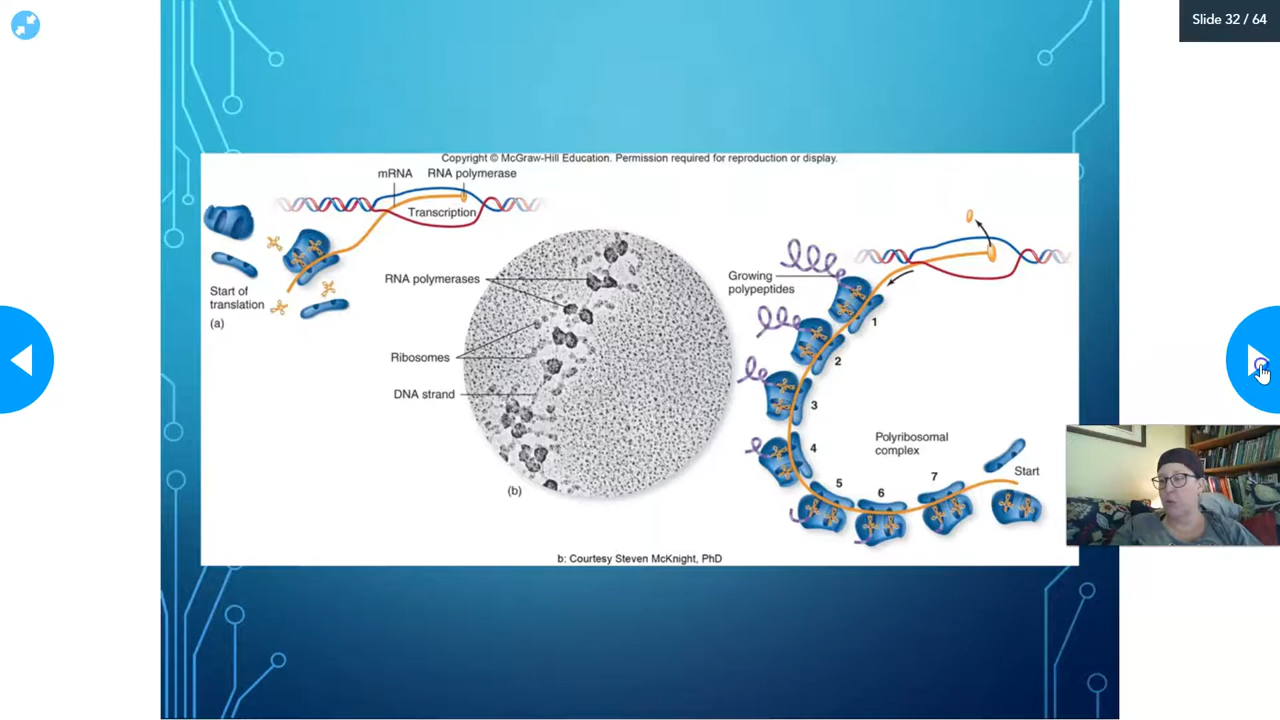 Slide 32 / 64
Copyright © McGraw-Hill Education. Permission required for reproduction or display.
mRNA
RNA polymerase
Transcription
Start of
translation
(a)
RNA polymerases
Ribosomes
DNA strand
(b)
Growing
polypeptides
1
2
3
4
5
6
7
Polyribosomal
complex
Start
b: Courtesy Steven McKnight, PhD